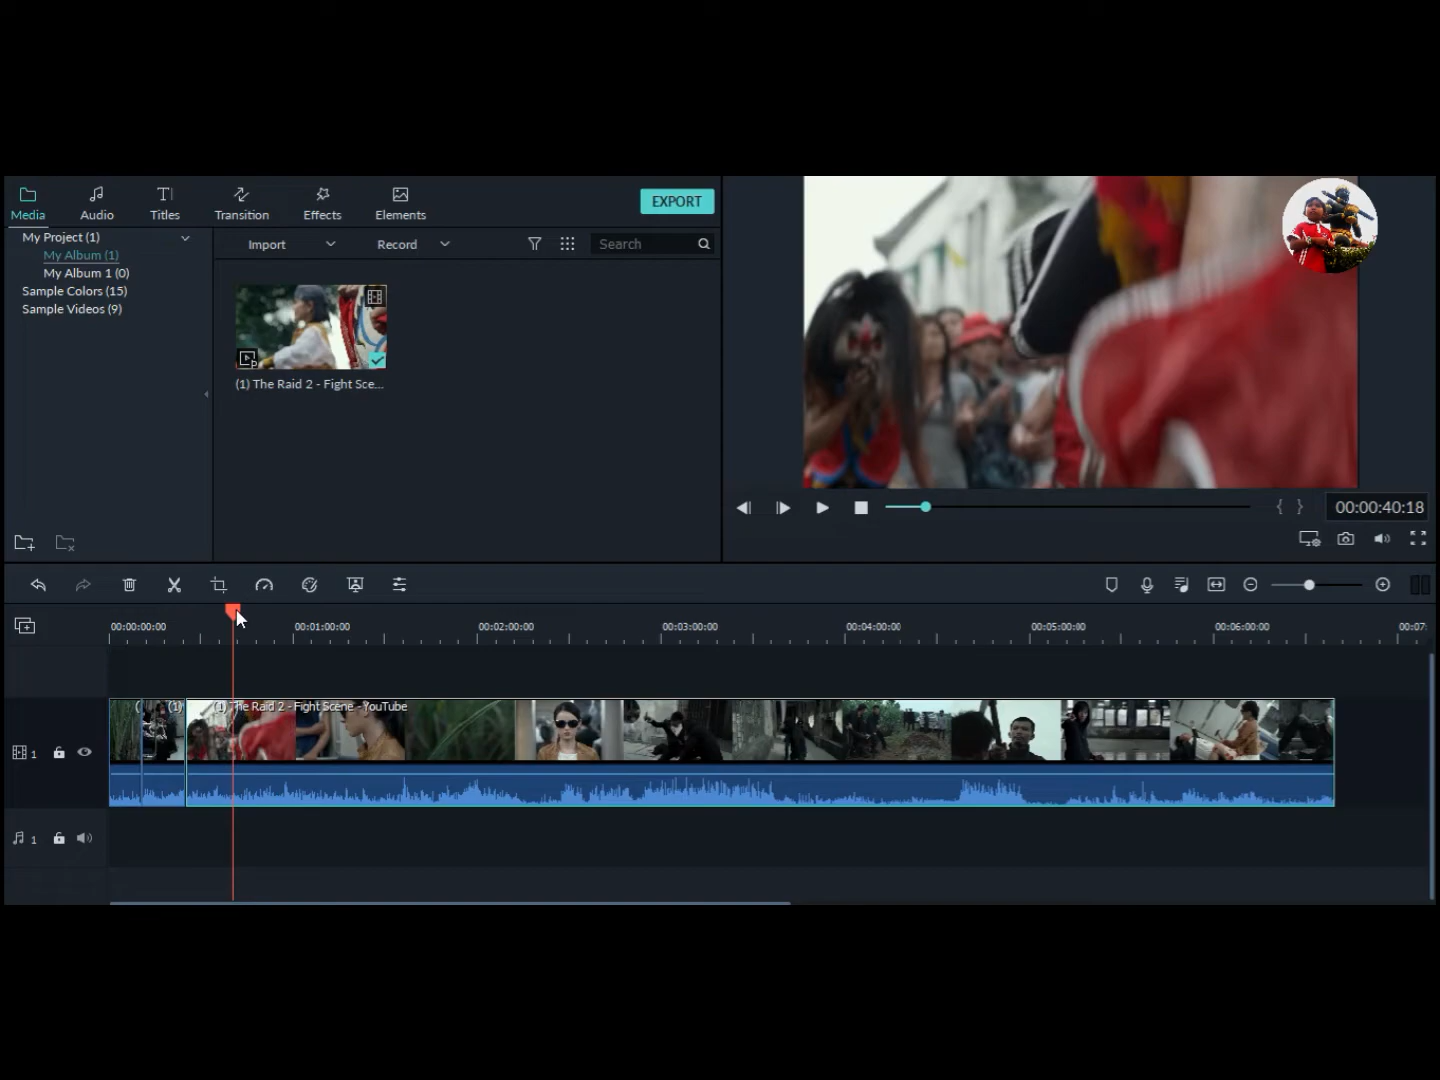 Media
Audio
Titles
Transition
Effects
Elements
EXPORT
My Project (1)
My Album (1)
My Album 1 (0)
Sample Colors (15)
Sample Videos (9)
Import
Record
Search
(1) The Raid 2 - Fight Sce...
00:00:40:18
00:00:00:00
00:01:00:00
00:02:00:00
00:03:00:00
00:04:00:00
00:05:00:00
00:06:00:00
00:07:
(
(1)
(1) The Raid 2 - Fight Scene - YouTube
1
1